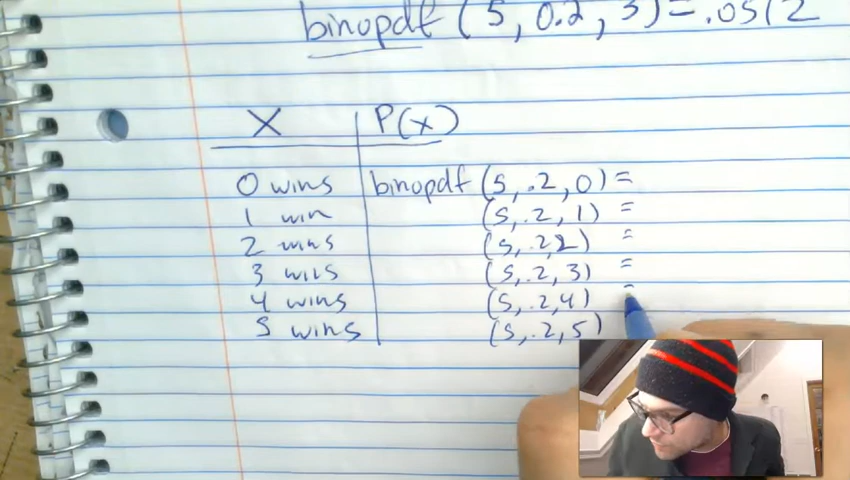 binopdf (5, 0.2, 3) = .0512
X P(x)
0 wins binopdf (5, .2, 0) =
1 win (5, .2, 1) =
2 wins (5, .2, 2) =
3 wins (5, .2, 3) =
4 wins (5, .2, 4) =
5 wins (5, .2, 5)